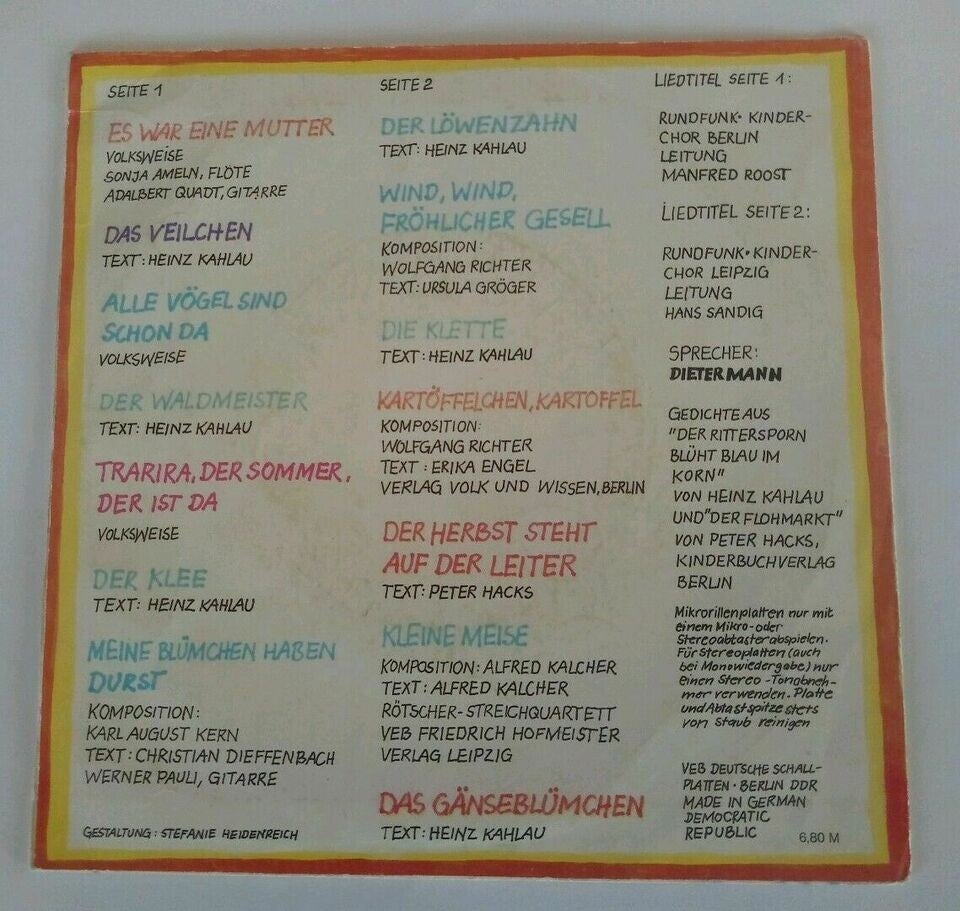 SEITE 1
ES WAR EINE MUTTER
VOLKSWEISE
SONJA AMELN, FLÖTE
ADALBERT QUADT, GITARRE
DAS VEILCHEN
TEXT: HEINZ KAHLAU
ALLE VÖGEL SIND
SCHON DA
VOLKSWEISE
DER WALDMEISTER
TEXT: HEINZ KAHLAU
TRARIRA, DER SOMMER,
DER IST DA
VOLKSWEISE
DER KLEE
TEXT: HEINZ KAHLAU
MEINE BLÜMCHEN HABEN
DURST
KOMPOSITION:
KARL AUGUST KERN
TEXT: CHRISTIAN DIEFFENBACH
WERNER PAULI, GITARRE
GESTALTUNG: STEFANIE HEIDENREICH
SEITE 2
DER LÖWENZAHN
TEXT: HEINZ KAHLAU
WIND, WIND,
FRÖHLICHER GESELL
KOMPOSITION:
WOLFGANG RICHTER
TEXT: URSULA GRÖGER
DIE KLETTE
TEXT: HEINZ KAHLAU
KARTÖFFELCHEN, KARTOFFEL
KOMPOSITION:
WOLFGANG RICHTER
TEXT: ERIKA ENGEL
VERLAG VOLK UND WISSEN, BERLIN
DER HERBST STEHT
AUF DER LEITER
TEXT: PETER HACKS
KLEINE MEISE
KOMPOSITION: ALFRED KALCHER
TEXT: ALFRED KALCHER
RÖTSCHER-STREICHQUARTETT
VEB FRIEDRICH HOFMEISTER
VERLAG LEIPZIG
DAS GÄNSEBLÜMCHEN
TEXT: HEINZ KAHLAU
LIEDTITEL SEITE 1:
RUNDFUNK-KINDER-
CHOR BERLIN
LEITUNG
MANFRED ROOST
LIEDTITEL SEITE 2:
RUNDFUNK-KINDER-
CHOR LEIPZIG
LEITUNG
HANS SANDIG
SPRECHER:
DIETER MANN
GEDICHTE AUS
"DER RITTERSPORN
BLÜHT BLAU IM
KORN"
VON HEINZ KAHLAU
UND "DER FLOHMARKT"
VON PETER HACKS,
KINDERBUCHVERLAG
BERLIN
Mikrorillenplatten nur mit
einem Mikro- oder
Stereoabtaster abspielen.
Für Stereoplatten (auch
bei Monowiedergabe) nur
einen Stereo-Tonabneh-
mer verwenden. Platte
und Abtastspitze stets
von Staub reinigen
VEB DEUTSCHE SCHALL-
PLATTEN · BERLIN DDR
MADE IN GERMAN
DEMOCRATIC
REPUBLIC
6,80 M